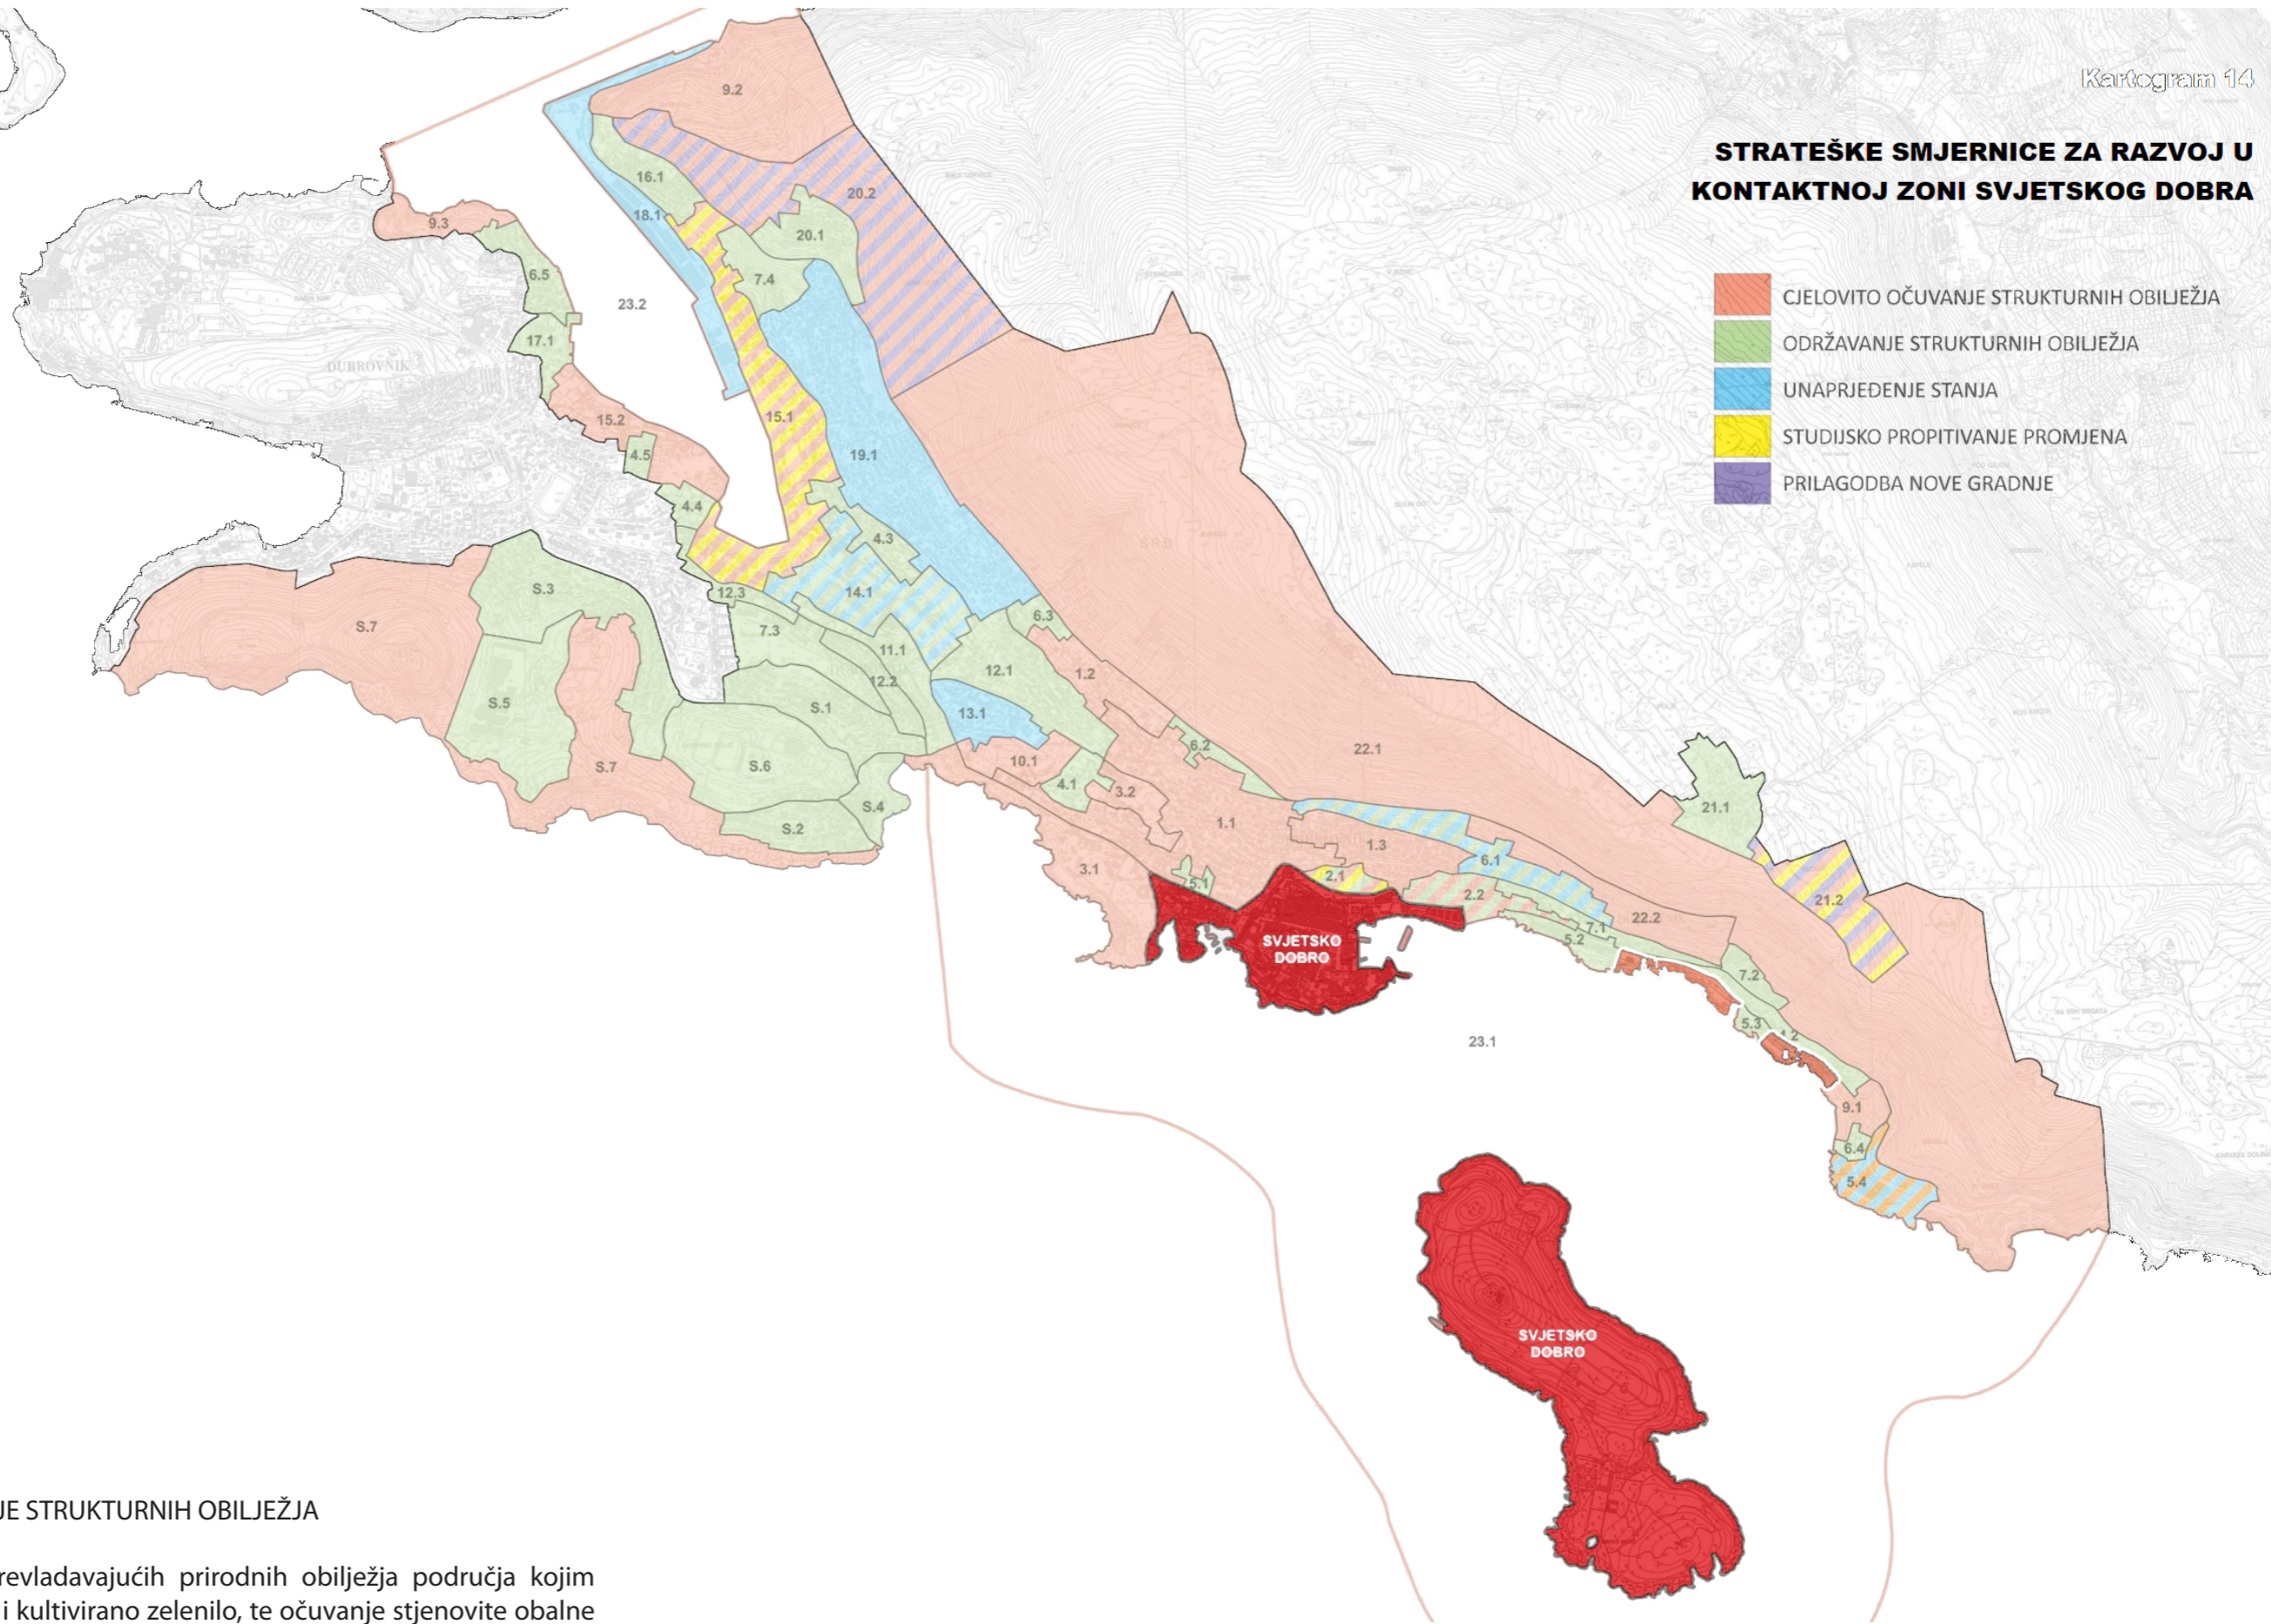 Kartogram 14
STRATEŠKE SMJERNICE ZA RAZVOJ U
KONTAKTNOJ ZONI SVJETSKOG DOBRA
CJELOVITO OČUVANJE STRUKTURNIH OBILJEŽJA
ODRŽAVANJE STRUKTURNIH OBILJEŽJA
UNAPRJEĐENJE STANJA
STUDIJSKO PROPITIVANJE PROMJENA
PRILAGODBA NOVE GRADNJE
9.2
16.1
20.2
18.1
9.3
20.1
6.5
7.4
23.2
17.1
DUBROVNIK
15.2
15.1
4.5
19.1
4.4
4.3
SRĐ
S.3
12.3
14.1
6.3
S.7
7.3
11.1
12.1
1.2
12.2
S.5
S.1
13.1
6.2
22.1
S.7
S.6
10.1
4.1
3.2
S.4
21.1
S.2
1.1
1.3
6.1
3.1
5.1
2.1
2.2
21.2
22.2
7.1
5.2
SVJETSKO
DOBRO
7.2
5.3
23.1
9.1
6.4
5.4
SVJETSKO
DOBRO
JE STRUKTURNIH OBILJEŽJA
revladavajućih prirodnih obilježja područja kojim
i kultivirano zelenilo, te očuvanje stjenovite obalne